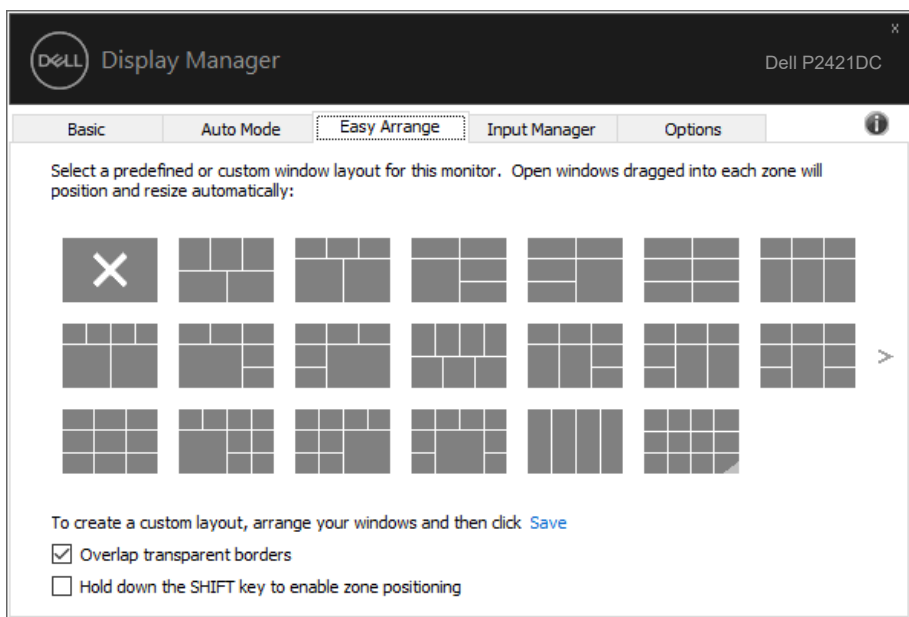 x
DELL
Display Manager
Dell P2421DC
Basic
Auto Mode
Easy Arrange
Input Manager
Options
i
Select a predefined or custom window layout for this monitor.  Open windows dragged into each zone will
position and resize automatically:
>
To create a custom layout, arrange your windows and then click  Save
Overlap transparent borders
Hold down the SHIFT key to enable zone positioning